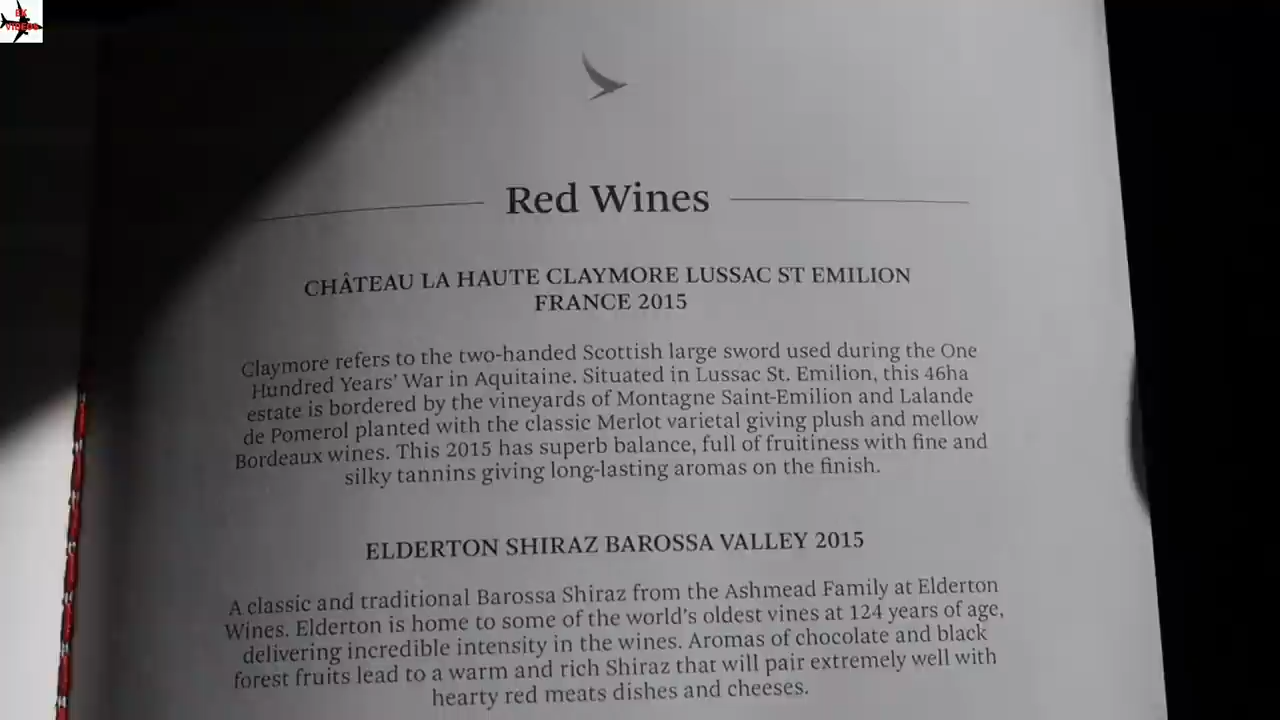 EK
VIDEOS
Red Wines
CHÂTEAU LA HAUTE CLAYMORE LUSSAC ST EMILION
FRANCE 2015
Claymore refers to the two-handed Scottish large sword used during the One
Hundred Years' War in Aquitaine. Situated in Lussac St. Emilion, this 46ha
estate is bordered by the vineyards of Montagne Saint-Emilion and Lalande
de Pomerol planted with the classic Merlot varietal giving plush and mellow
Bordeaux wines. This 2015 has superb balance, full of fruitiness with fine and
silky tannins giving long-lasting aromas on the finish.
ELDERTON SHIRAZ BAROSSA VALLEY 2015
A classic and traditional Barossa Shiraz from the Ashmead Family at Elderton
Wines. Elderton is home to some of the world's oldest vines at 124 years of age,
delivering incredible intensity in the wines. Aromas of chocolate and black
forest fruits lead to a warm and rich Shiraz that will pair extremely well with
hearty red meats dishes and cheeses.